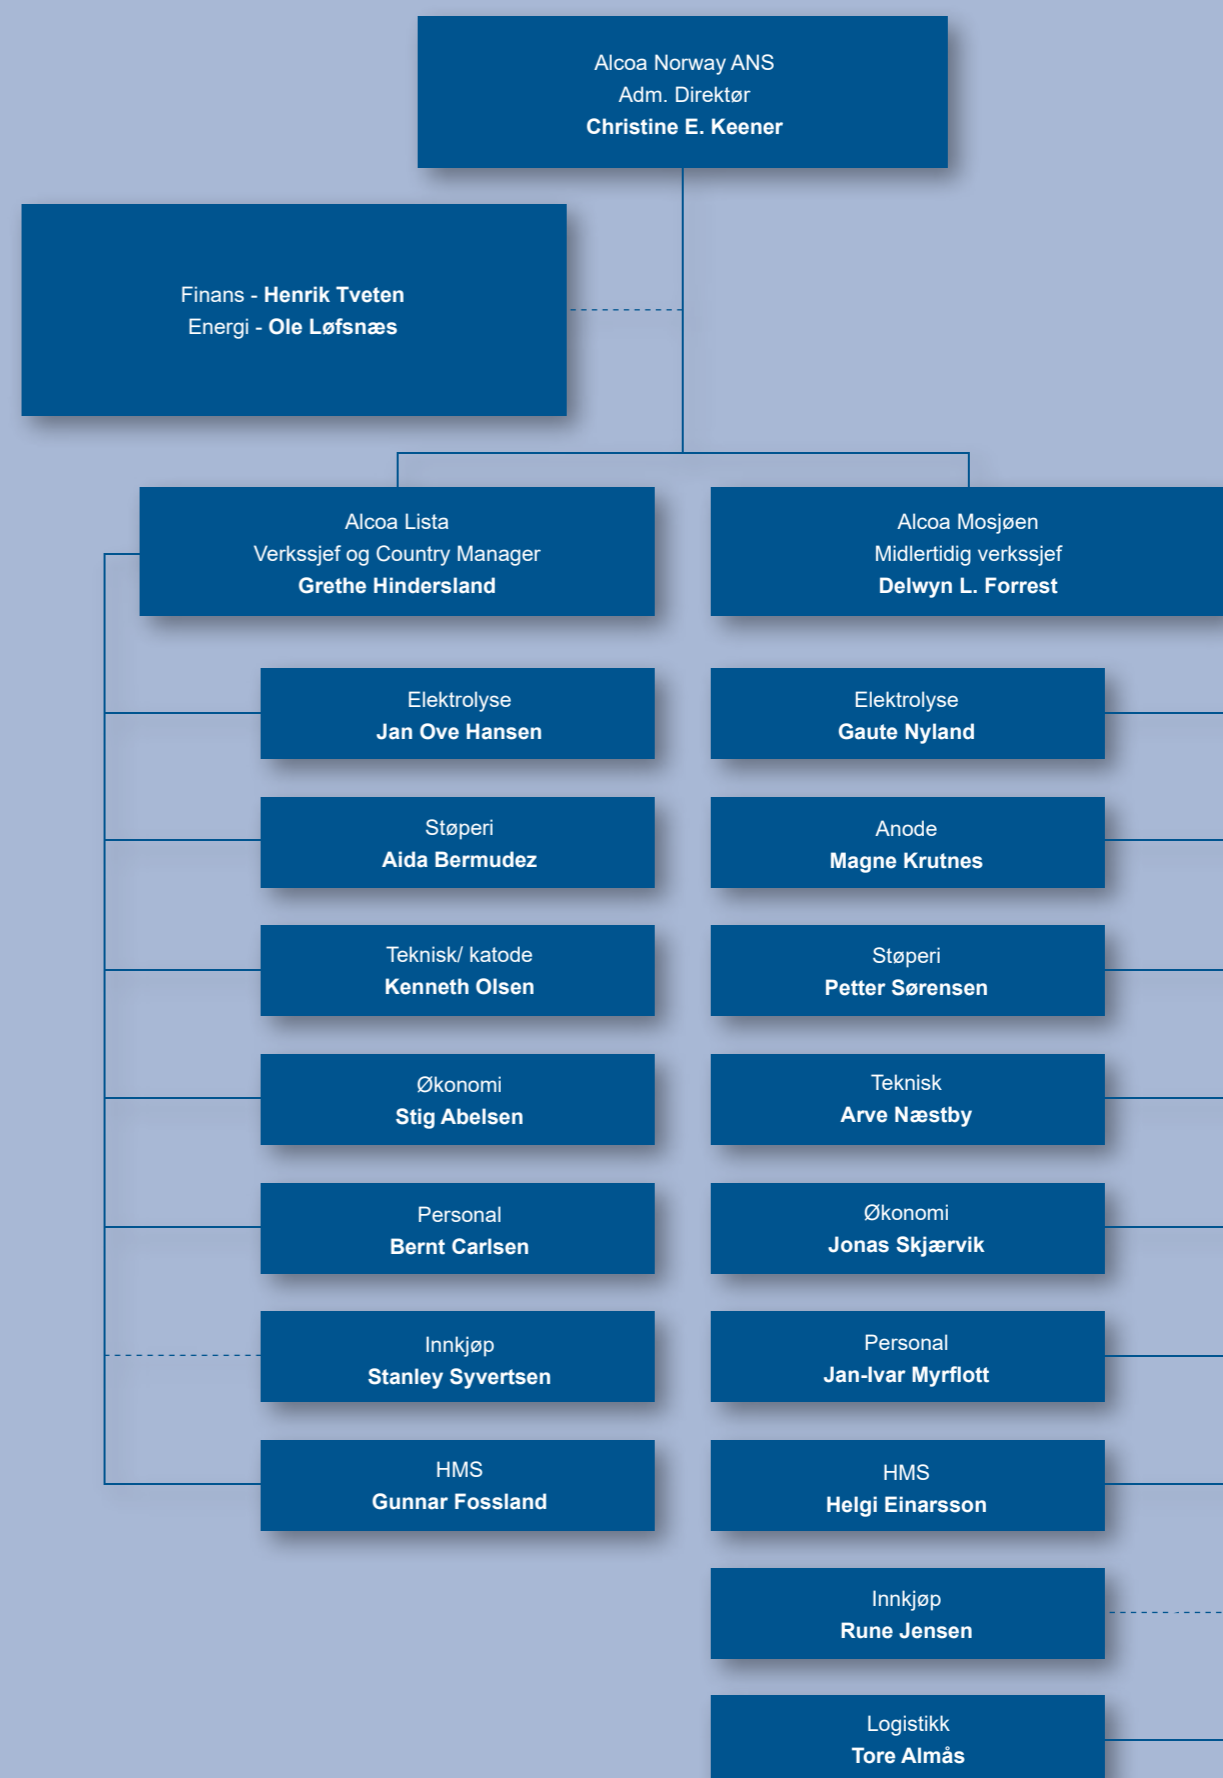 Alcoa Norway ANS
Adm. Direktør
Christine E. Keener
Finans - Henrik Tveten
Energi - Ole Løfsnæs
Alcoa Lista
Verkssjef og Country Manager
Grethe Hindersland
Elektrolyse
Jan Ove Hansen
Støperi
Aida Bermudez
Teknisk/ katode
Kenneth Olsen
Økonomi
Stig Abelsen
Personal
Bernt Carlsen
Innkjøp
Stanley Syvertsen
HMS
Gunnar Fossland
Alcoa Mosjøen
Midlertidig verkssjef
Delwyn L. Forrest
Elektrolyse
Gaute Nyland
Anode
Magne Krutnes
Støperi
Petter Sørensen
Teknisk
Arve Næstby
Økonomi
Jonas Skjærvik
Personal
Jan-Ivar Myrflott
HMS
Helgi Einarsson
Innkjøp
Rune Jensen
Logistikk
Tore Almås